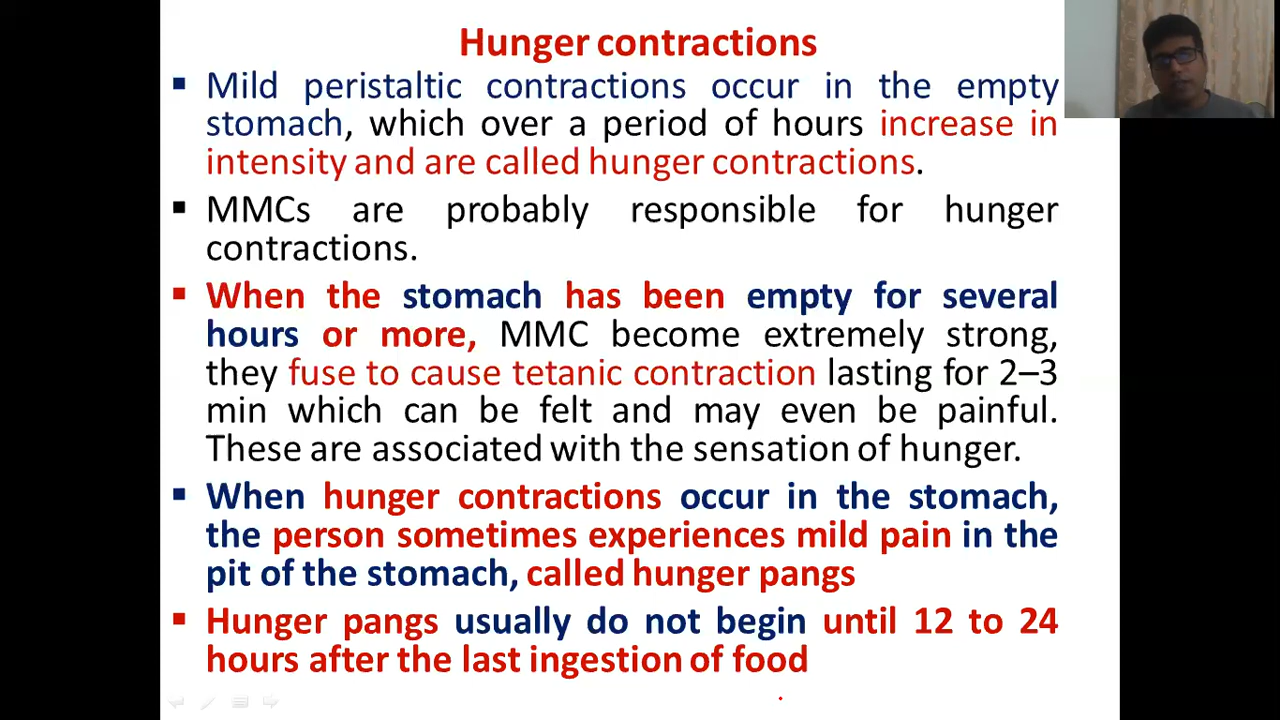 Hunger contractions
▪ Mild peristaltic contractions occur in the empty
stomach, which over a period of hours increase in
intensity and are called hunger contractions.
▪ MMCs are probably responsible for hunger
contractions.
▪ When the stomach has been empty for several
hours or more, MMC become extremely strong,
they fuse to cause tetanic contraction lasting for 2–3
min which can be felt and may even be painful.
These are associated with the sensation of hunger.
▪ When hunger contractions occur in the stomach,
the person sometimes experiences mild pain in the
pit of the stomach, called hunger pangs
▪ Hunger pangs usually do not begin until 12 to 24
hours after the last ingestion of food